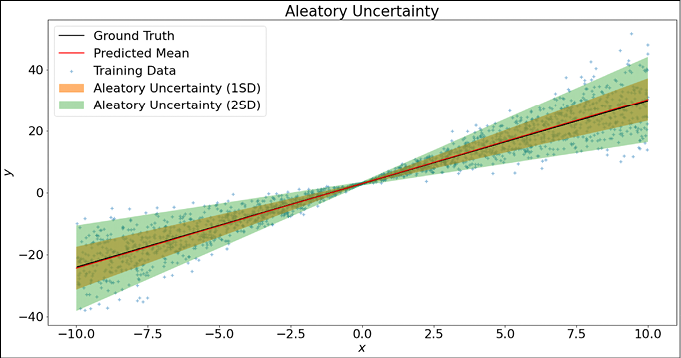 Aleatory Uncertainty
Ground Truth
Predicted Mean
Training Data
Aleatory Uncertainty (1SD)
Aleatory Uncertainty (2SD)
y
40
20
0
−20
−40
−10.0 −7.5 −5.0 −2.5 0.0 2.5 5.0 7.5 10.0
x